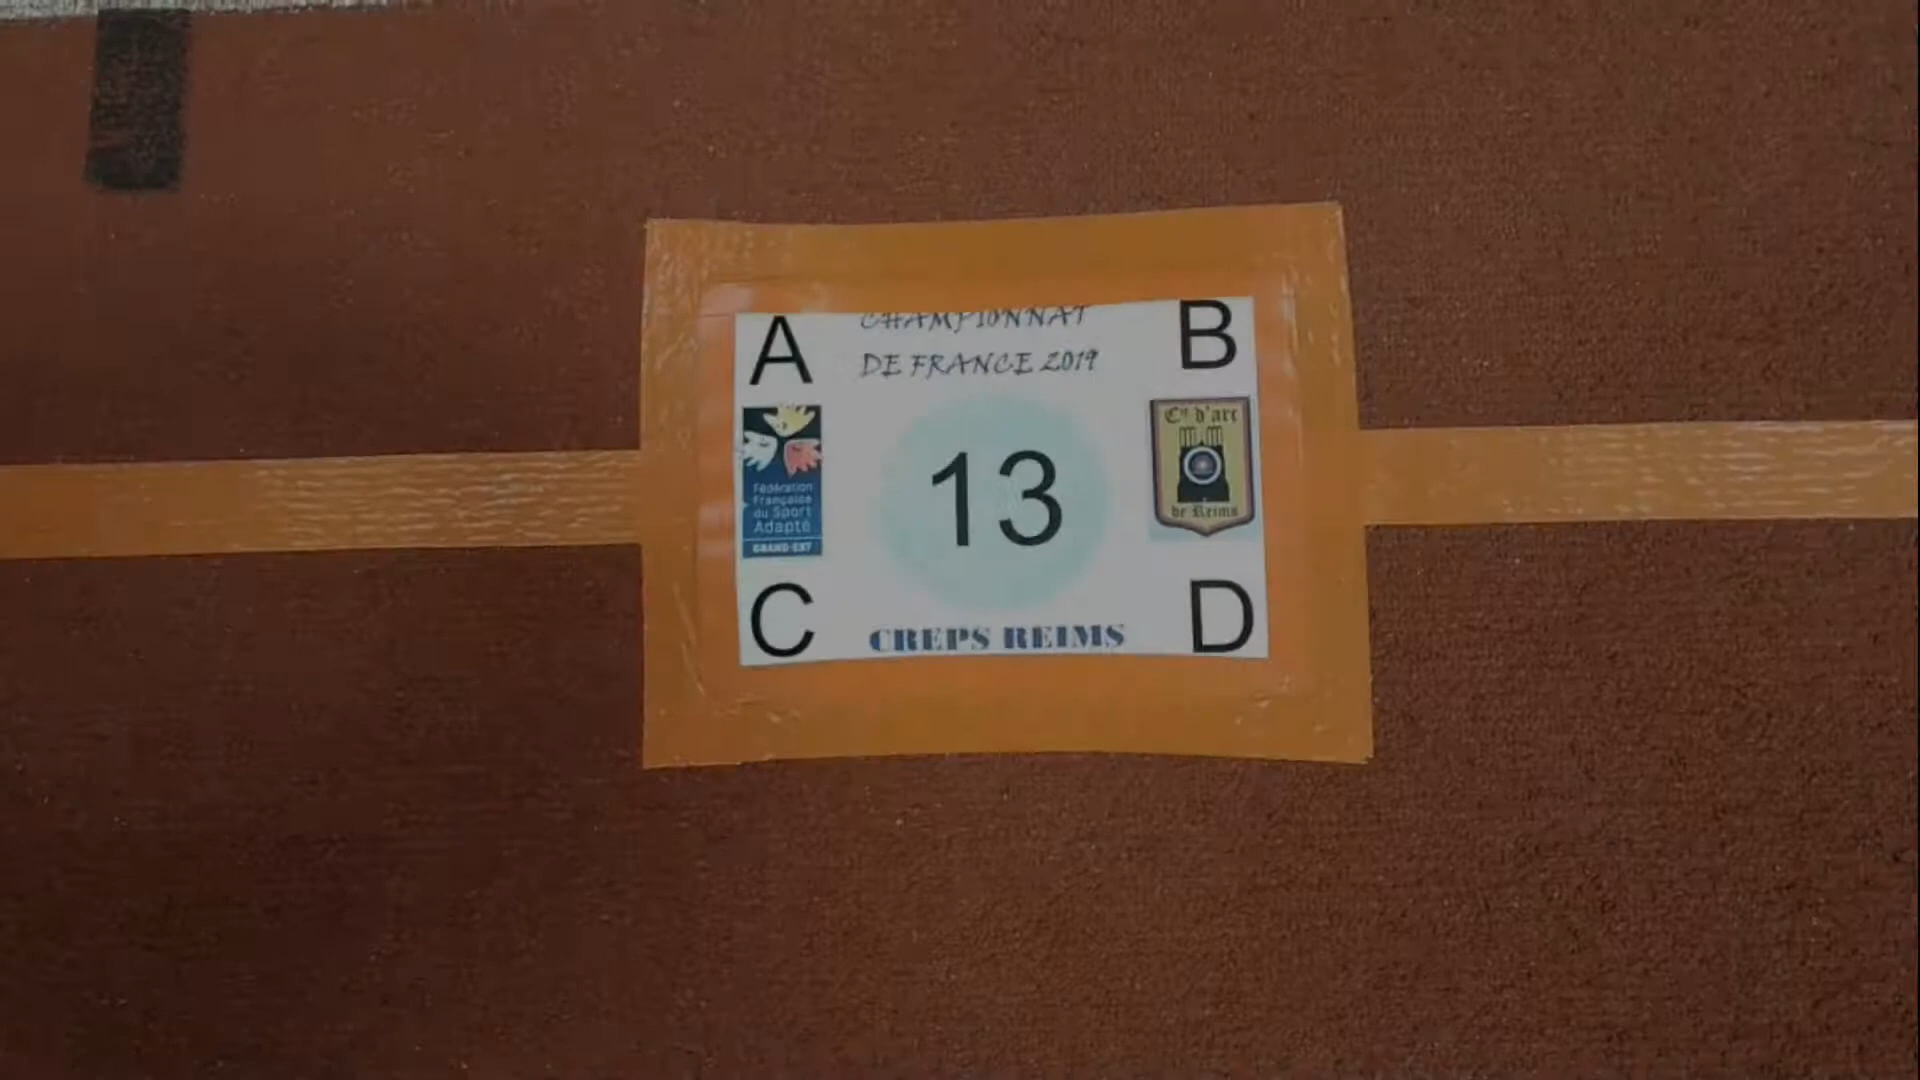 A
CHAMPIONNAT
DE FRANCE 2019
B
Fédération
Française
du Sport
Adapté
GRAND-EST
13
Cie d'arc
de Reims
C
CREPS REIMS
D